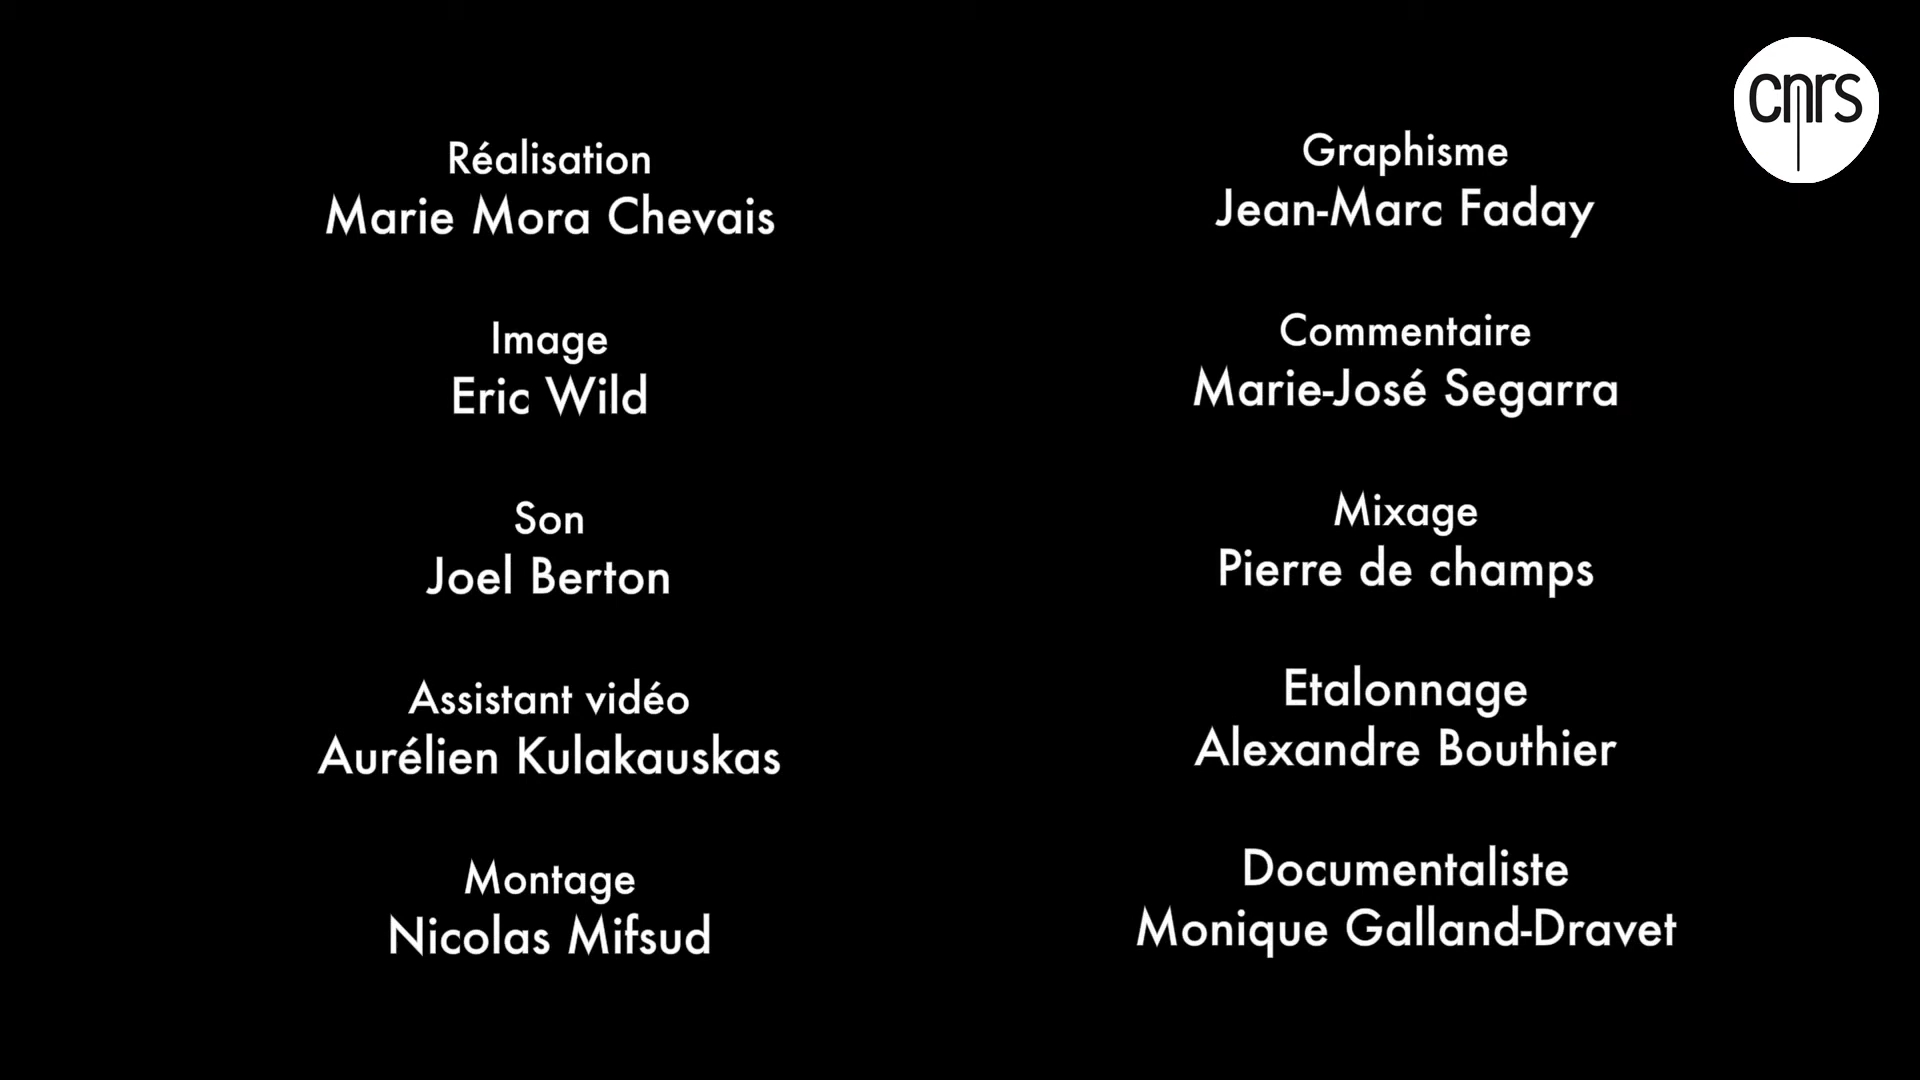 Réalisation
Marie Mora Chevais
Image
Eric Wild
Son
Joel Berton
Assistant vidéo
Aurélien Kulakauskas
Montage
Nicolas Mifsud
Graphisme
Jean-Marc Faday
Commentaire
Marie-José Segarra
Mixage
Pierre de champs
Etalonnage
Alexandre Bouthier
Documentaliste
Monique Galland-Dravet
cnrs